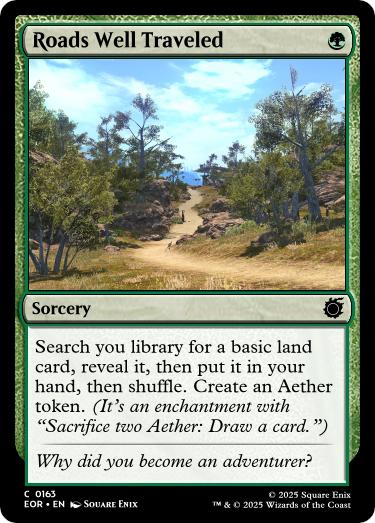 Roads Well Traveled
Sorcery
Search you library for a basic land
card, reveal it, then put it in your
hand, then shuffle. Create an Aether
token. (It's an enchantment with
“Sacrifice two Aether: Draw a card.”)
Why did you become an adventurer?
C 0163
EOR • EN Square Enix
© 2025 Square Enix
™ & © 2025 Wizards of the Coast